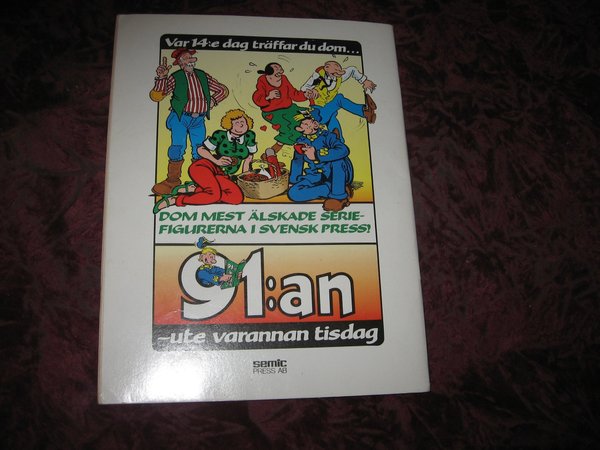 Var 14:e dag träffar du dom...
DOM MEST ÄLSKADE SERIE-
FIGURERNA I SVENSK PRESS!
91:an
-ute varannan tisdag
semic
PRESS AB